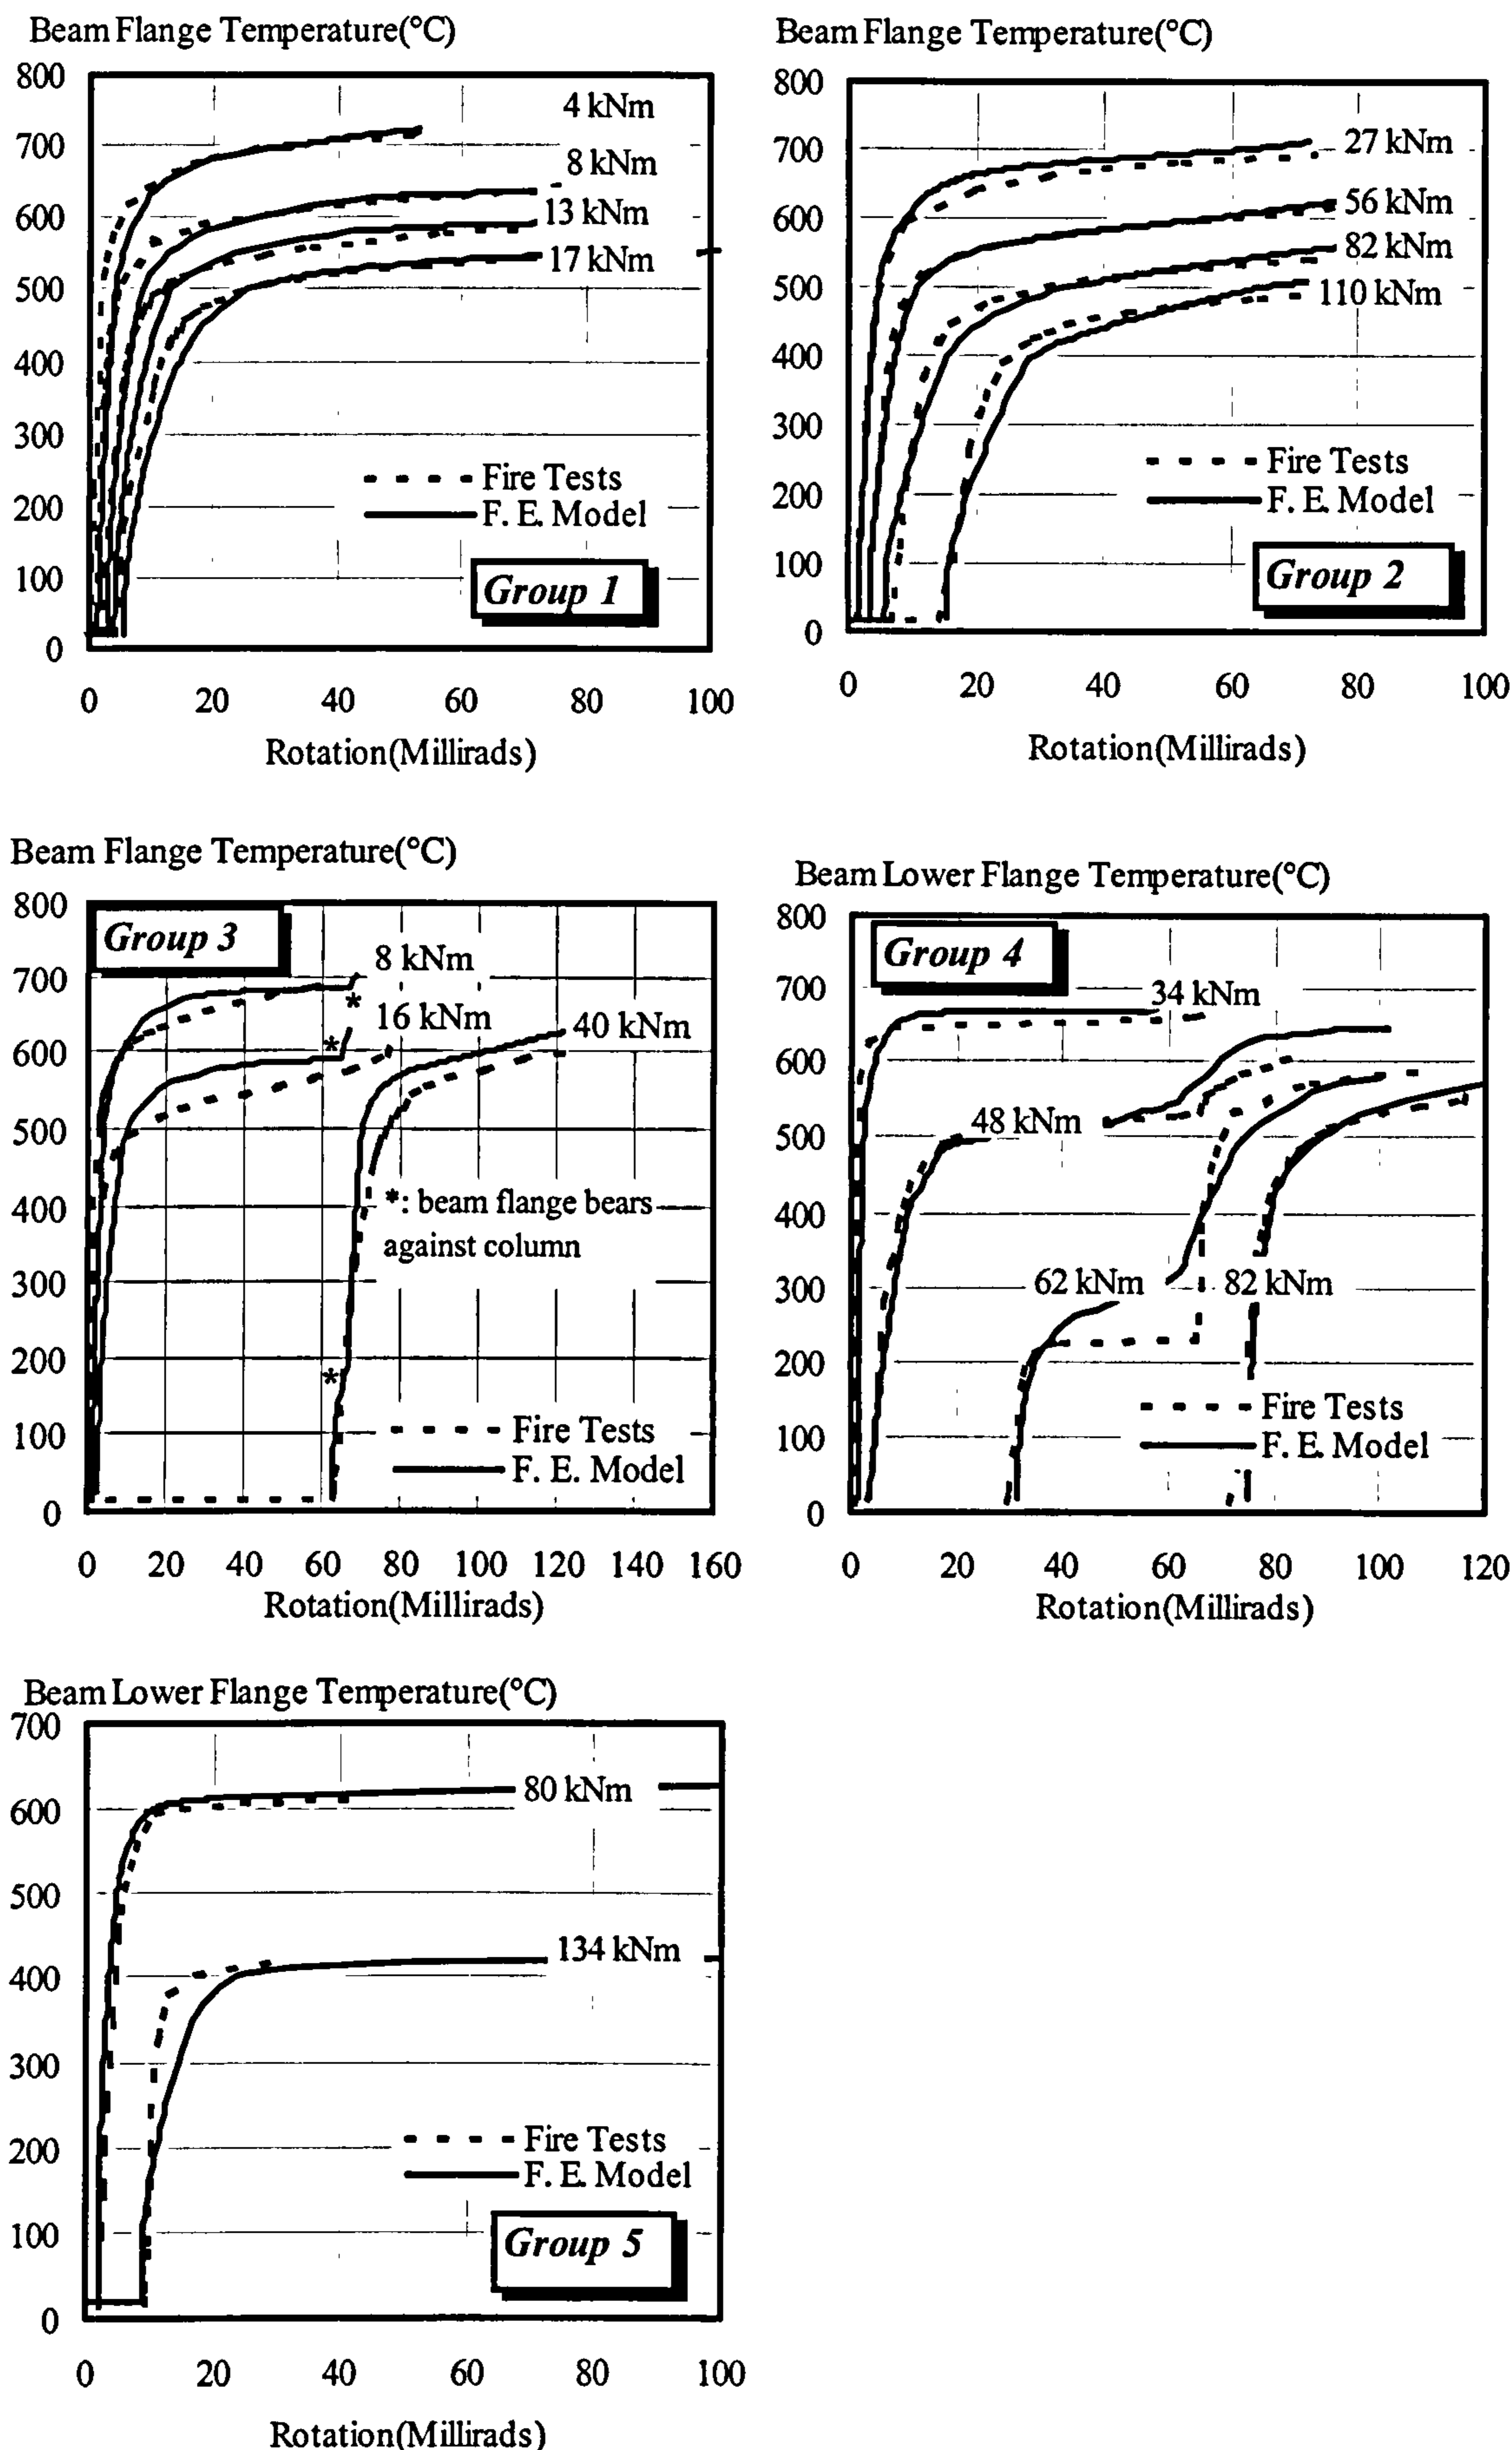 Beam Flange Temperature(°C)
800
700
600
500
400
300
200
100
0
4 kNm
8 kNm
13 kNm
17 kNm
Fire Tests
F. E. Model
Group 1
0 20 40 60 80 100
Rotation(Millirads)
Beam Flange Temperature(°C)
800
700
600
500
400
300
200
100
0
27 kNm
56 kNm
82 kNm
110 kNm
Fire Tests
F. E. Model
Group 2
0 20 40 60 80 100
Rotation(Millirads)
Beam Flange Temperature(°C)
800
700
600
500
400
300
200
100
0
Group 3
8 kNm
*
16 kNm
*
40 kNm
*: beam flange bears
against column
*
Fire Tests
F. E. Model
0 20 40 60 80 100 120 140 160
Rotation(Millirads)
Beam Lower Flange Temperature(°C)
800
700
600
500
400
300
200
100
0
Group 4
34 kNm
48 kNm
62 kNm
82 kNm
Fire Tests
F. E. Model
0 20 40 60 80 100 120
Rotation(Millirads)
Beam Lower Flange Temperature(°C)
700
600
500
400
300
200
100
0
80 kNm
134 kNm
Fire Tests
F. E. Model
Group 5
0 20 40 60 80 100
Rotation(Millirads)